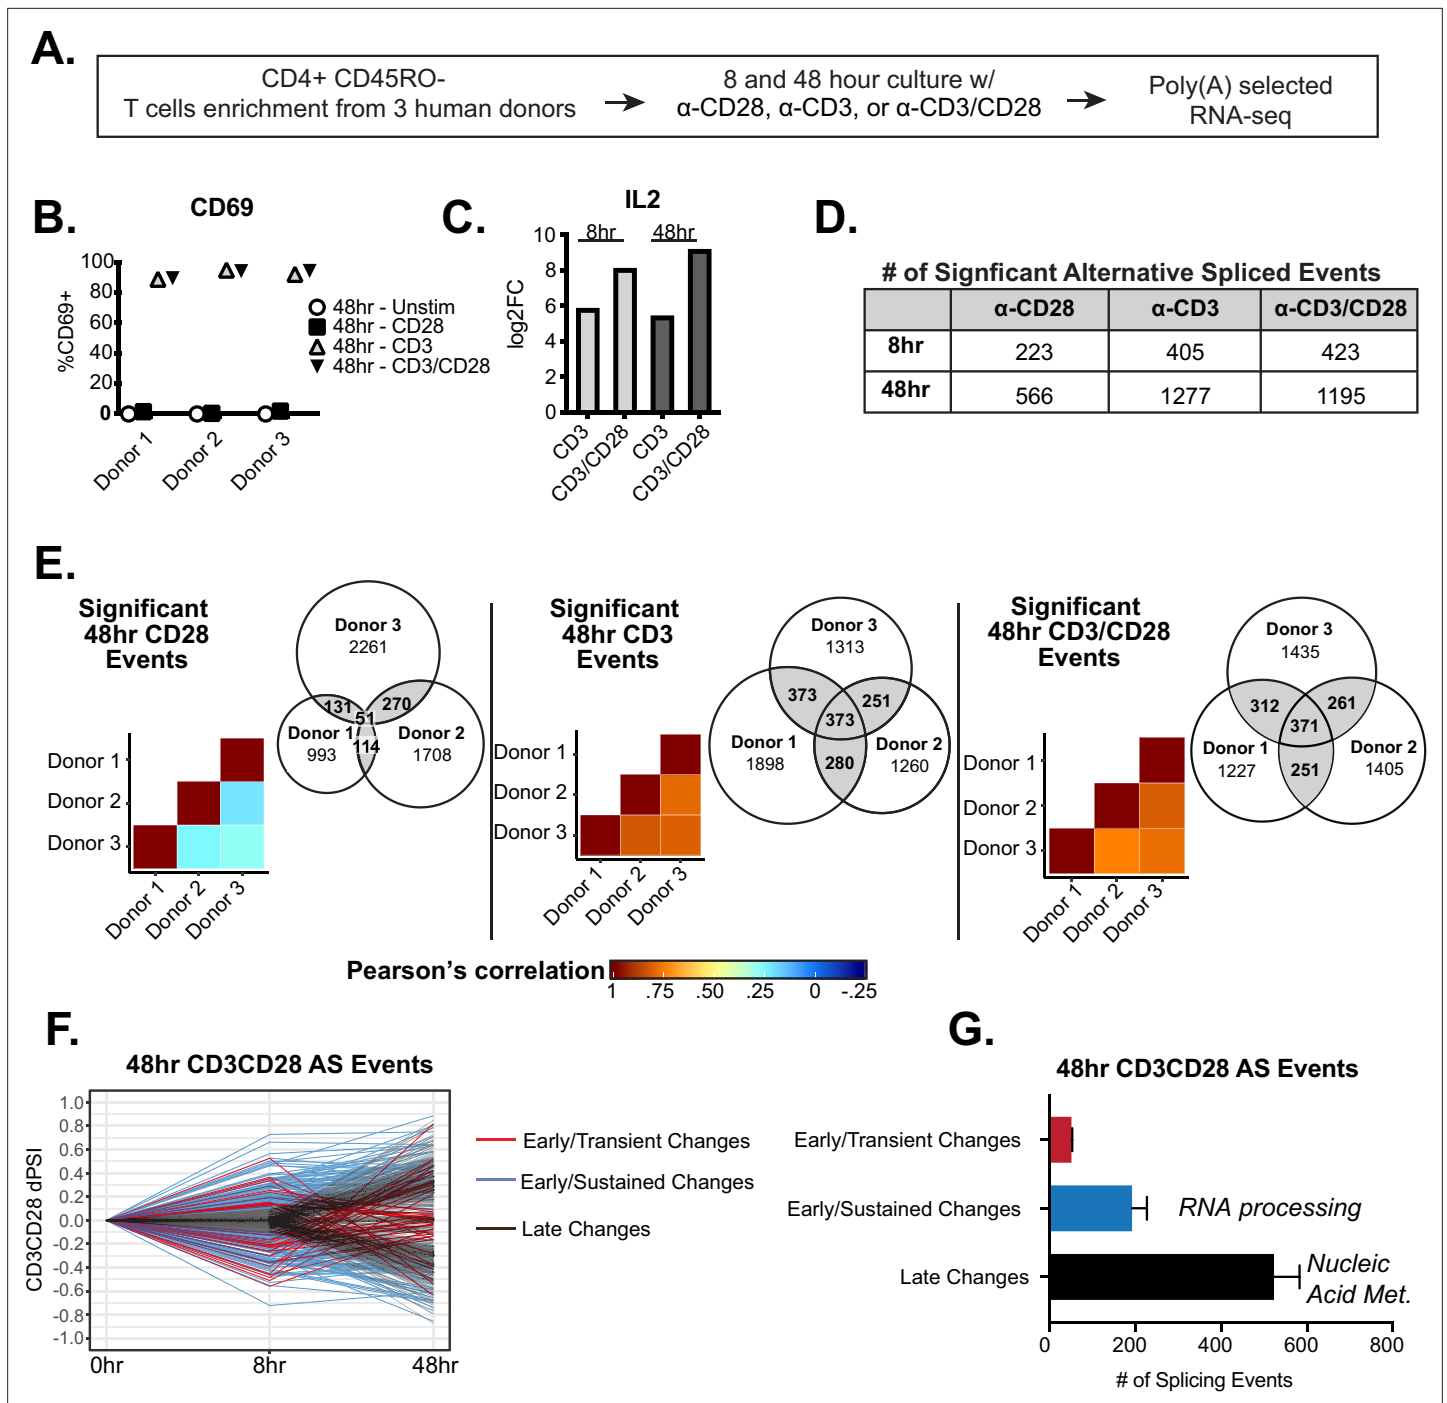 A.
CD4+ CD45RO-
T cells enrichment from 3 human donors
8 and 48 hour culture w/
α-CD28, α-CD3, or α-CD3/CD28
Poly(A) selected
RNA-seq
B.
CD69
%CD69+
100
80
60
40
20
0
Donor 1
Donor 2
Donor 3
48hr - Unstim
48hr - CD28
48hr - CD3
48hr - CD3/CD28
C.
IL2
8hr
48hr
log2FC
10
8
6
4
2
0
CD3
CD3/CD28
CD3
CD3/CD28
D.
# of Signficant Alternative Spliced Events
α-CD28 α-CD3 α-CD3/CD28
8hr 223 405 423
48hr 566 1277 1195
E.
Significant
48hr CD28
Events
Donor 3
2261
131
270
51
Donor 1
993
114
Donor 2
1708
Donor 1
Donor 2
Donor 3
Donor 1
Donor 2
Donor 3
Significant
48hr CD3
Events
Donor 3
1313
373
251
373
Donor 1
1898
280
Donor 2
1260
Donor 1
Donor 2
Donor 3
Donor 1
Donor 2
Donor 3
Significant
48hr CD3/CD28
Events
Donor 3
1435
312
261
371
Donor 1
1227
251
Donor 2
1405
Donor 1
Donor 2
Donor 3
Donor 1
Donor 2
Donor 3
Pearson's correlation
1 .75 .50 .25 0 -.25
F.
48hr CD3CD28 AS Events
CD3CD28 dPSI
1.0
0.8
0.6
0.4
0.2
0.0
-0.2
-0.4
-0.6
-0.8
-1.0
0hr
8hr
48hr
Early/Transient Changes
Early/Sustained Changes
Late Changes
G.
48hr CD3CD28 AS Events
Early/Transient Changes
Early/Sustained Changes
RNA processing
Late Changes
Nucleic
Acid Met.
0 200 400 600 800
# of Splicing Events